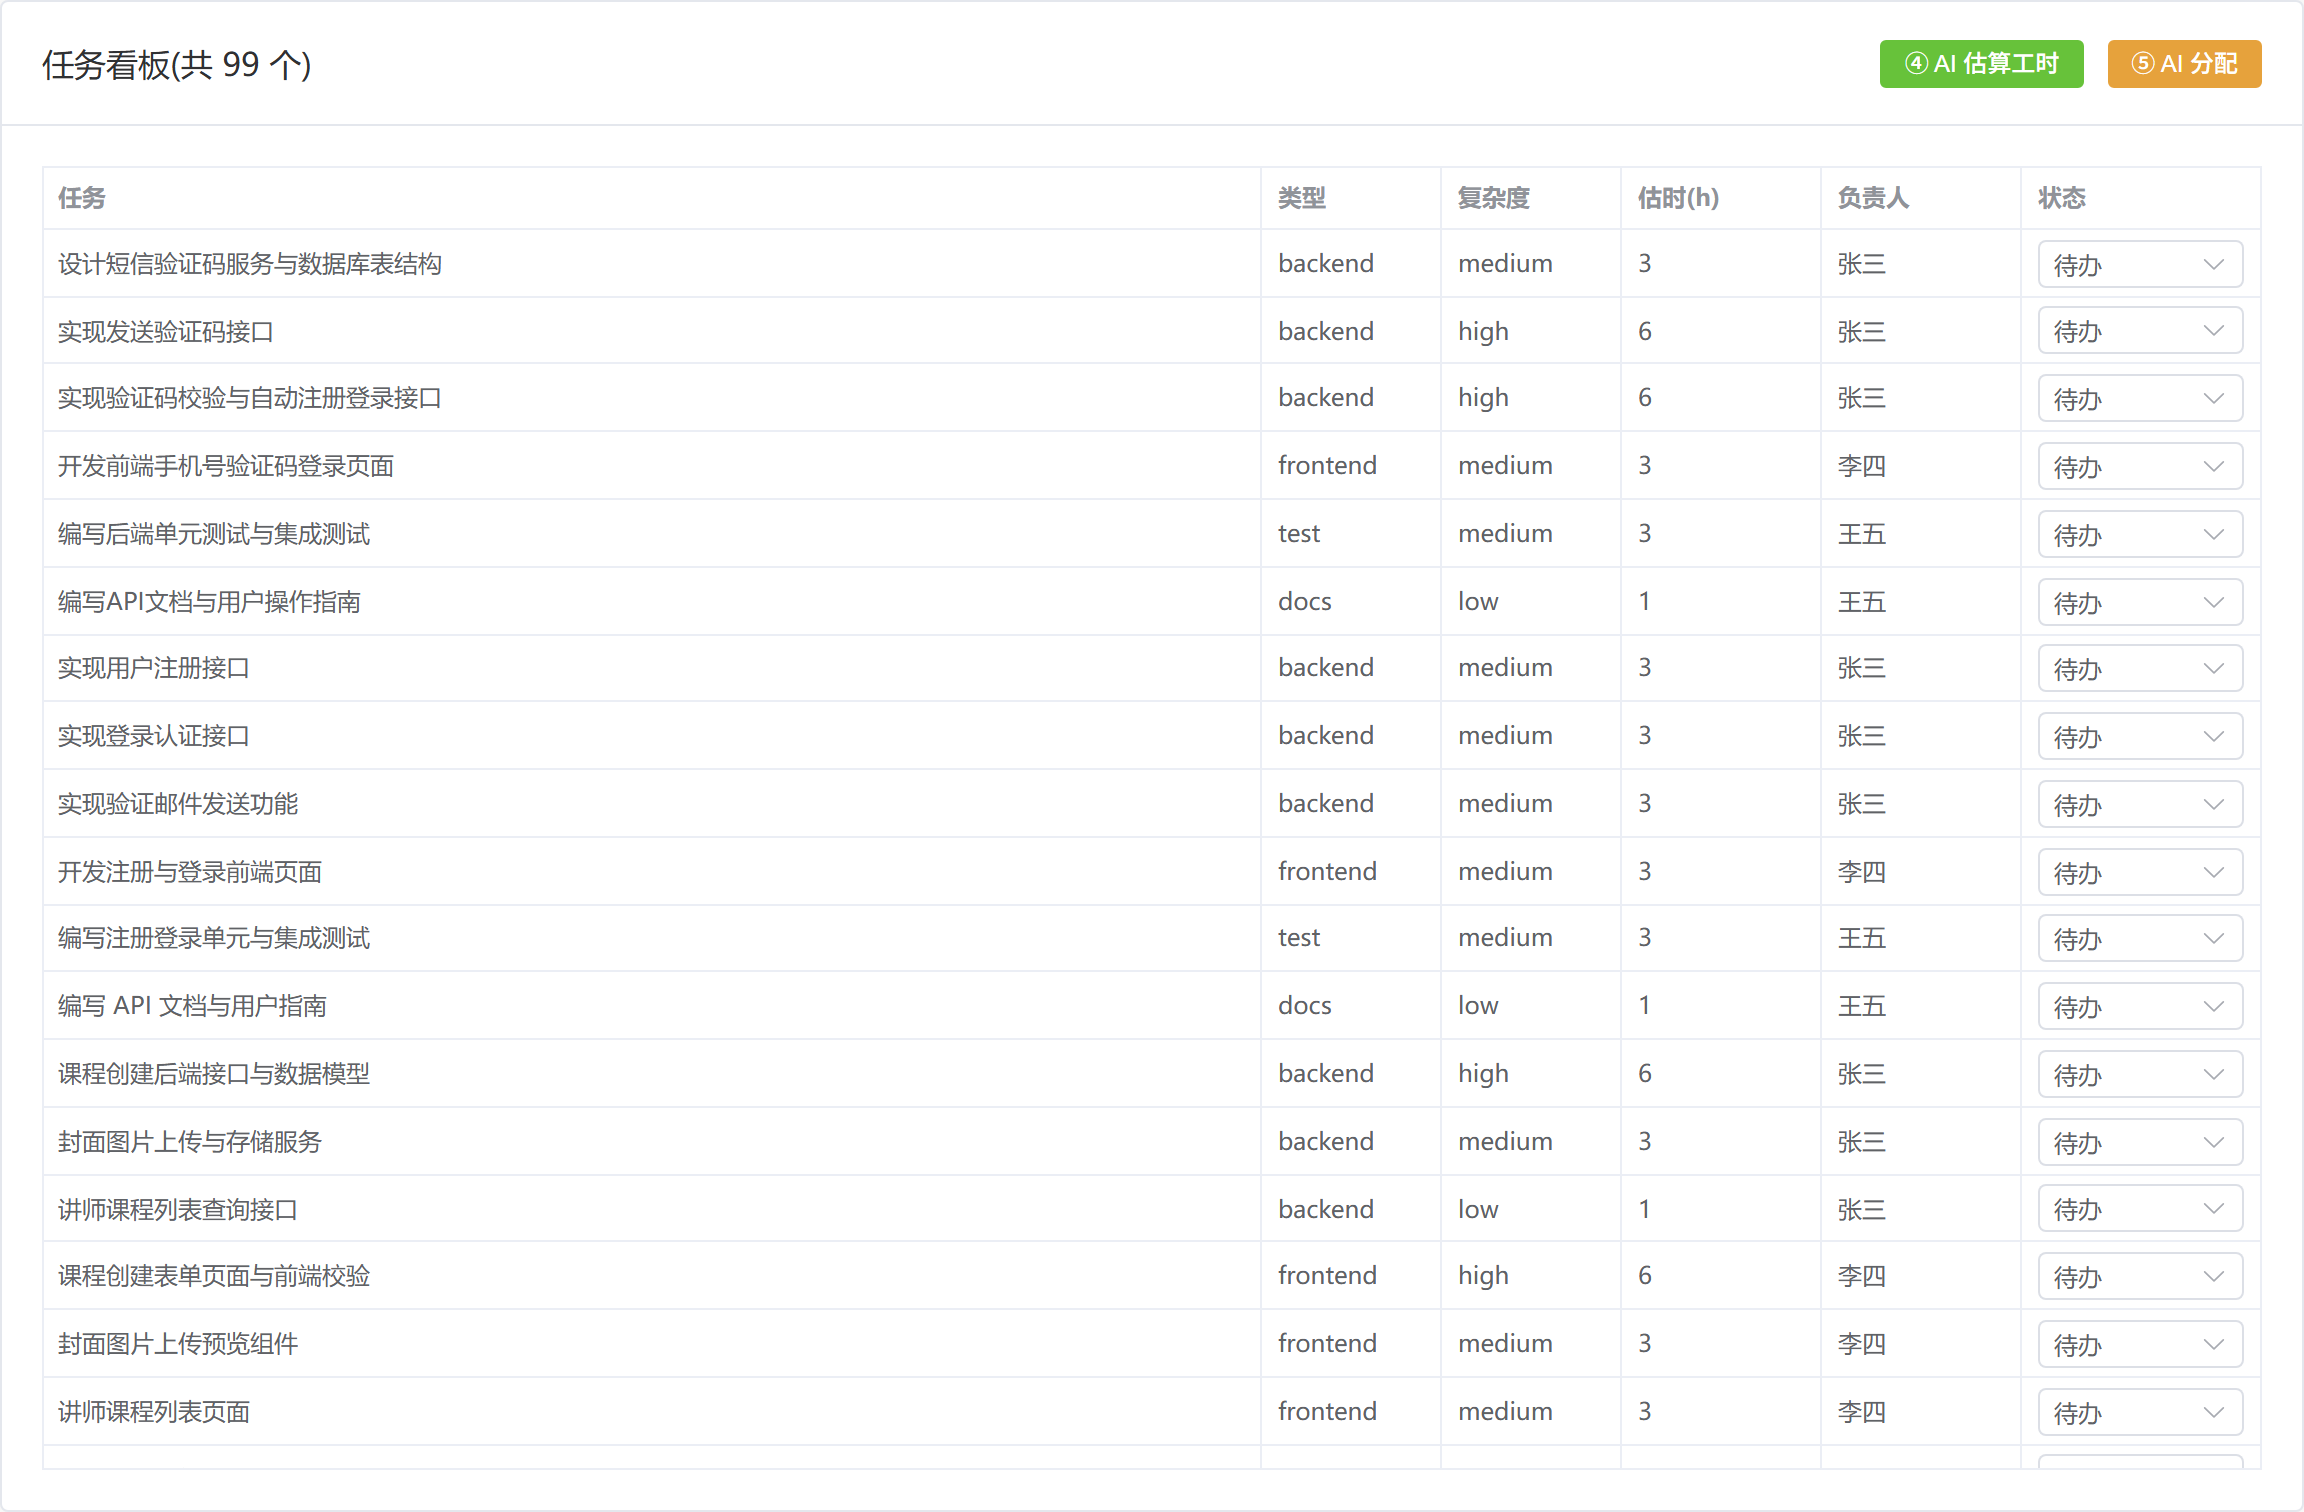 任务看板(共 99 个)
④ AI 估算工时
⑤ AI 分配
任务 类型 复杂度 估时(h) 负责人 状态
设计短信验证码服务与数据库表结构 backend medium 3 张三 待办
实现发送验证码接口 backend high 6 张三 待办
实现验证码校验与自动注册登录接口 backend high 6 张三 待办
开发前端手机号验证码登录页面 frontend medium 3 李四 待办
编写后端单元测试与集成测试 test medium 3 王五 待办
编写API文档与用户操作指南 docs low 1 王五 待办
实现用户注册接口 backend medium 3 张三 待办
实现登录认证接口 backend medium 3 张三 待办
实现验证邮件发送功能 backend medium 3 张三 待办
开发注册与登录前端页面 frontend medium 3 李四 待办
编写注册登录单元与集成测试 test medium 3 王五 待办
编写 API 文档与用户指南 docs low 1 王五 待办
课程创建后端接口与数据模型 backend high 6 张三 待办
封面图片上传与存储服务 backend medium 3 张三 待办
讲师课程列表查询接口 backend low 1 张三 待办
课程创建表单页面与前端校验 frontend high 6 李四 待办
封面图片上传预览组件 frontend medium 3 李四 待办
讲师课程列表页面 frontend medium 3 李四 待办